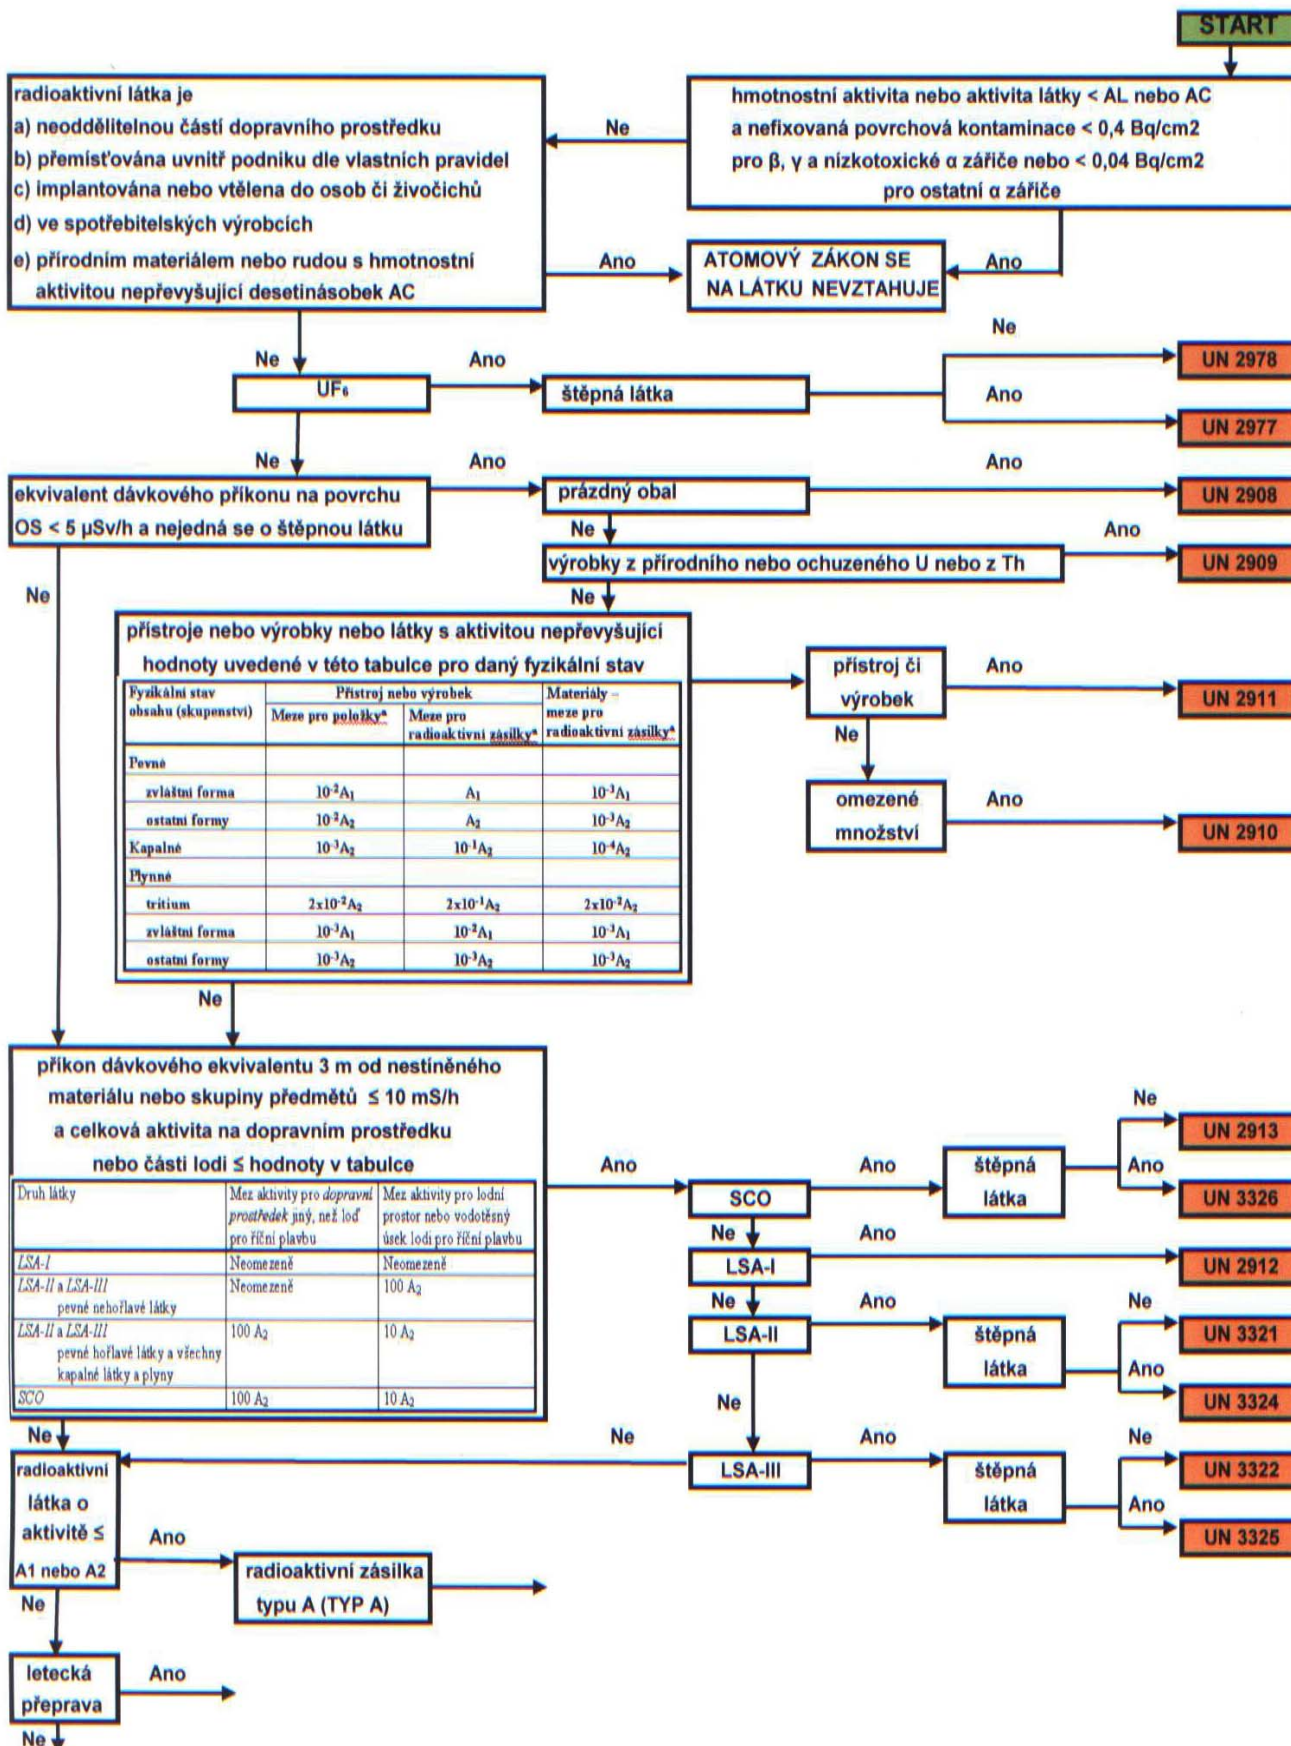 START
hmotnostní aktivita nebo aktivita látky < AL nebo AC
a nefixovaná povrchová kontaminace < 0,4 Bq/cm2
pro β, γ a nízkotoxické α zářiče nebo < 0,04 Bq/cm2
pro ostatní α zářiče
Ne
radioaktivní látka je
a) neoddělitelnou částí dopravního prostředku
b) přemísťována uvnitř podniku dle vlastních pravidel
c) implantována nebo vtělena do osob či živočichů
d) ve spotřebitelských výrobcích
e) přírodním materiálem nebo rudou s hmotnostní
aktivitou nepřevyšující desetinásobek AC
Ano
ATOMOVÝ ZÁKON SE
NA LÁTKU NEVZTAHUJE
Ano
Ne
UF₆
Ano
štěpná látka
Ne
UN 2978
Ano
UN 2977
Ne
ekvivalent dávkového příkonu na povrchu
OS < 5 µSv/h a nejedná se o štěpnou látku
Ano
prázdný obal
Ano
UN 2908
Ne
výrobky z přírodního nebo ochuzeného U nebo z Th
Ano
UN 2909
Ne
Ne
přístroje nebo výrobky nebo látky s aktivitou nepřevyšující
hodnoty uvedené v této tabulce pro daný fyzikální stav
Fyzikální stav
obsahu (skupenství)
Přístroj nebo výrobek
Meze pro položkyᵃ
Meze pro
radioaktivní zásilkyᵃ
Materiály –
meze pro
radioaktivní zásilkyᵃ
Pevné
zvláštní forma 10⁻²A₁ A₁ 10⁻³A₁
ostatní formy 10⁻²A₂ A₂ 10⁻³A₂
Kapalné 10⁻³A₂ 10⁻¹A₂ 10⁻⁴A₂
Plynné
tritium 2x10⁻²A₂ 2x10⁻¹A₂ 2x10⁻²A₂
zvláštní forma 10⁻³A₁ 10⁻²A₁ 10⁻³A₁
ostatní formy 10⁻³A₂ 10⁻³A₂ 10⁻³A₂
přístroj či
výrobek
Ano
UN 2911
Ne
omezené
množství
Ano
UN 2910
Ne
příkon dávkového ekvivalentu 3 m od nestíněného
materiálu nebo skupiny předmětů ≤ 10 mS/h
a celková aktivita na dopravním prostředku
nebo části lodi ≤ hodnoty v tabulce
Druh látky
Mez aktivity pro dopravní
prostředek jiný, než loď
pro říční plavbu
Mez aktivity pro lodní
prostor nebo vodotěsný
úsek lodi pro říční plavbu
LSA-I Neomezeně Neomezeně
LSA-II a LSA-III Neomezeně 100 A₂
pevné nehořlavé látky
LSA-II a LSA-III 100 A₂ 10 A₂
pevné hořlavé látky a všechny
kapalné látky a plyny
SCO 100 A₂ 10 A₂
Ano
SCO
Ano
štěpná
látka
Ne
UN 2913
Ano
UN 3326
Ne
LSA-I
Ano
UN 2912
Ne
LSA-II
Ano
štěpná
látka
Ne
UN 3321
Ano
UN 3324
Ne
LSA-III
Ano
štěpná
látka
Ne
UN 3322
Ano
UN 3325
Ne
Ne
radioaktivní
látka o
aktivitě ≤
A1 nebo A2
Ano
radioaktivní zásilka
typu A (TYP A)
Ne
letecká
přeprava
Ano
Ne